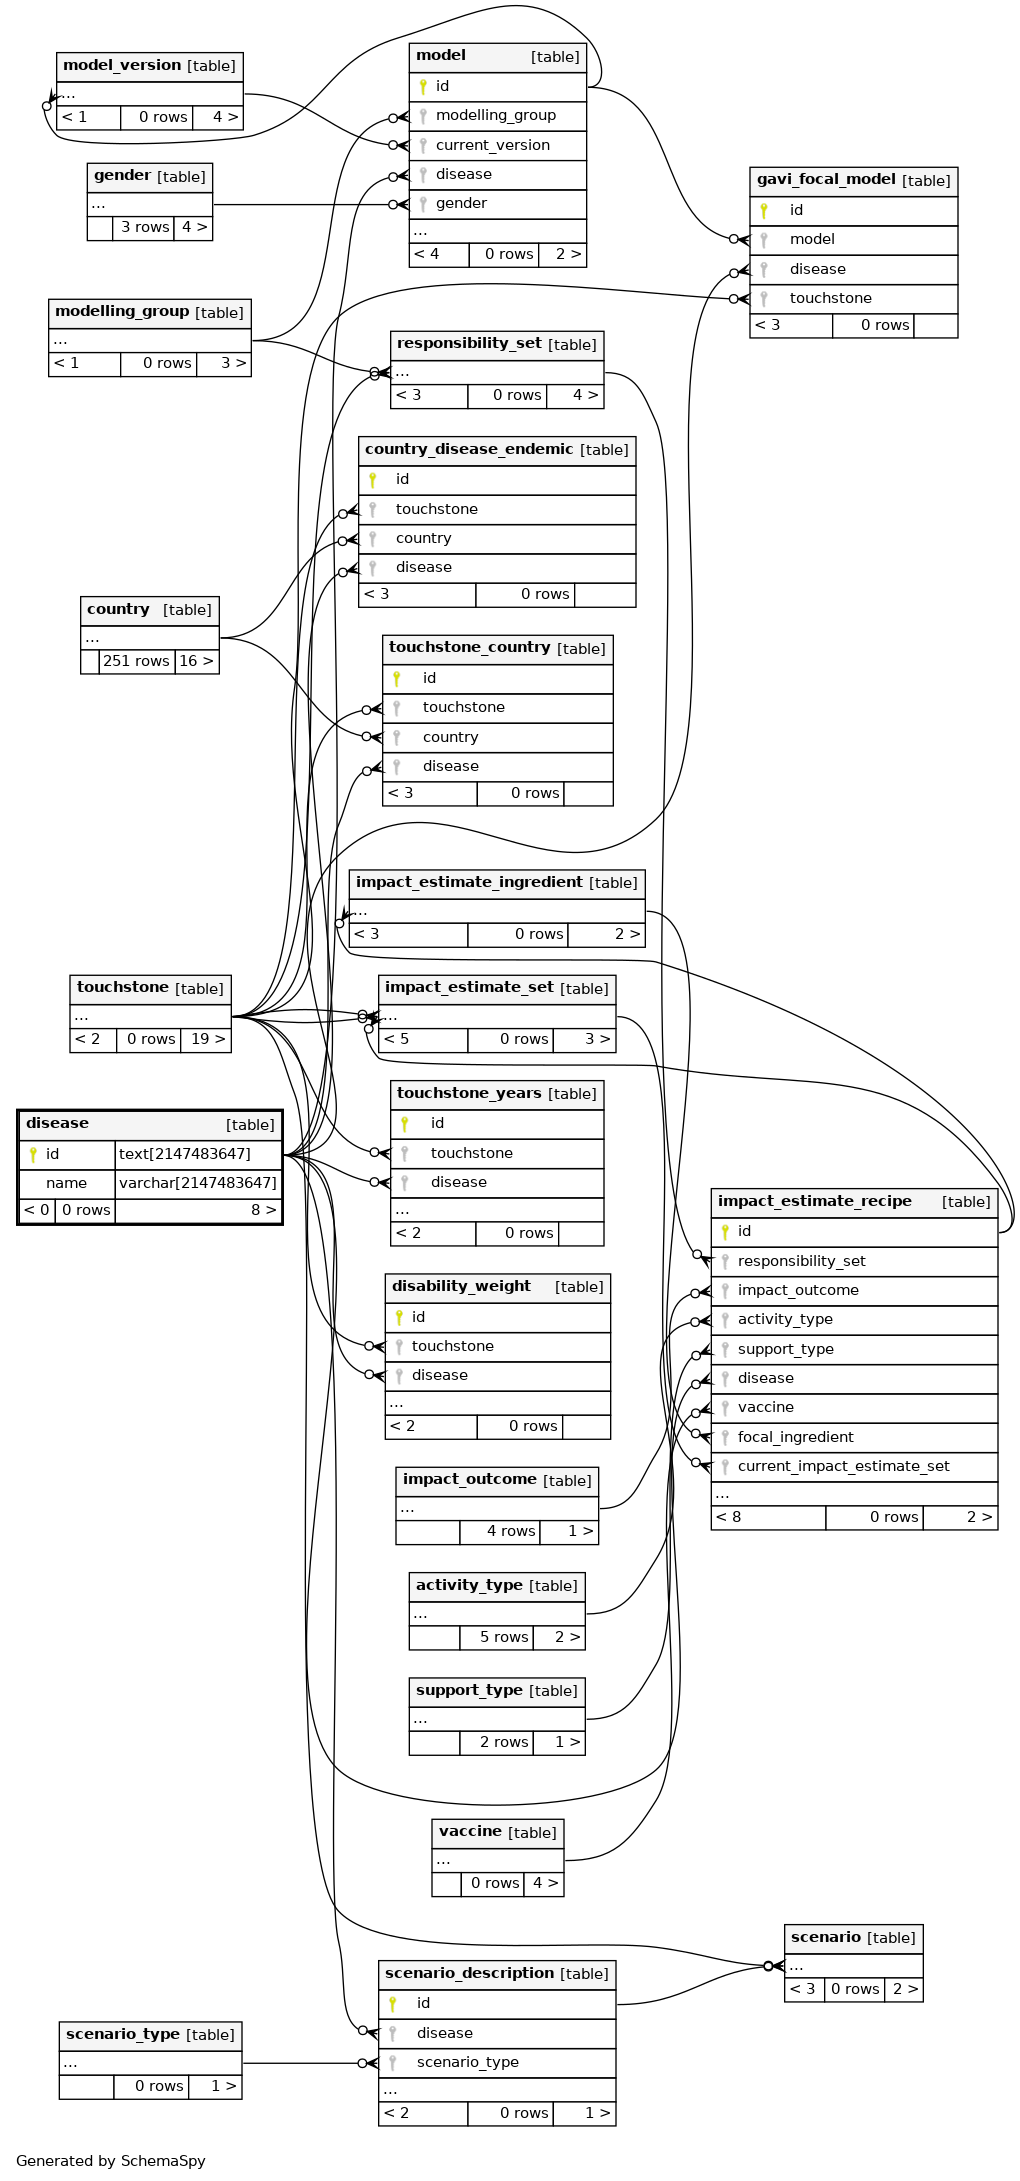 model_version [table]
...
< 1 0 rows 4 >
gender [table]
...
3 rows 4 >
modelling_group [table]
...
< 1 0 rows 3 >
country [table]
...
251 rows 16 >
touchstone [table]
...
< 2 0 rows 19 >
disease [table]
id text[2147483647]
name varchar[2147483647]
< 0 0 rows 8 >
scenario_type [table]
...
0 rows 1 >
model [table]
id
modelling_group
current_version
disease
gender
...
< 4 0 rows 2 >
responsibility_set [table]
...
< 3 0 rows 4 >
country_disease_endemic [table]
id
touchstone
country
disease
< 3 0 rows
touchstone_country [table]
id
touchstone
country
disease
< 3 0 rows
impact_estimate_ingredient [table]
...
< 3 0 rows 2 >
impact_estimate_set [table]
...
< 5 0 rows 3 >
touchstone_years [table]
id
touchstone
disease
...
< 2 0 rows
disability_weight [table]
id
touchstone
disease
...
< 2 0 rows
impact_outcome [table]
...
4 rows 1 >
activity_type [table]
...
5 rows 2 >
support_type [table]
...
2 rows 1 >
vaccine [table]
...
0 rows 4 >
scenario_description [table]
id
disease
scenario_type
...
< 2 0 rows 1 >
gavi_focal_model [table]
id
model
disease
touchstone
< 3 0 rows
impact_estimate_recipe [table]
id
responsibility_set
impact_outcome
activity_type
support_type
disease
vaccine
focal_ingredient
current_impact_estimate_set
...
< 8 0 rows 2 >
scenario [table]
...
< 3 0 rows 2 >
Generated by SchemaSpy